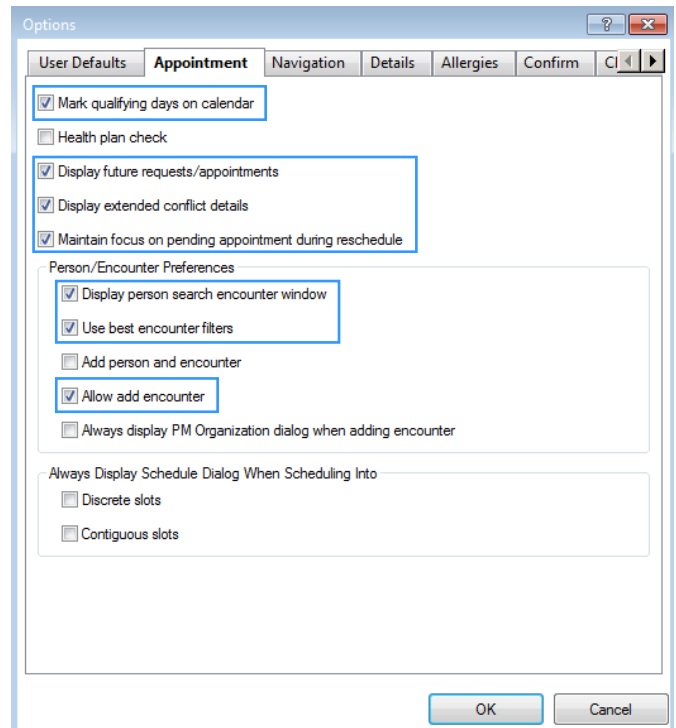 Options
User Defaults Appointment Navigation Details Allergies Confirm
Mark qualifying days on calendar
Health plan check
Display future requests/appointments
Display extended conflict details
Maintain focus on pending appointment during reschedule
Person/Encounter Preferences
Display person search encounter window
Use best encounter filters
Add person and encounter
Allow add encounter
Always display PM Organization dialog when adding encounter
Always Display Schedule Dialog When Scheduling Into
Discrete slots
Contiguous slots
OK Cancel